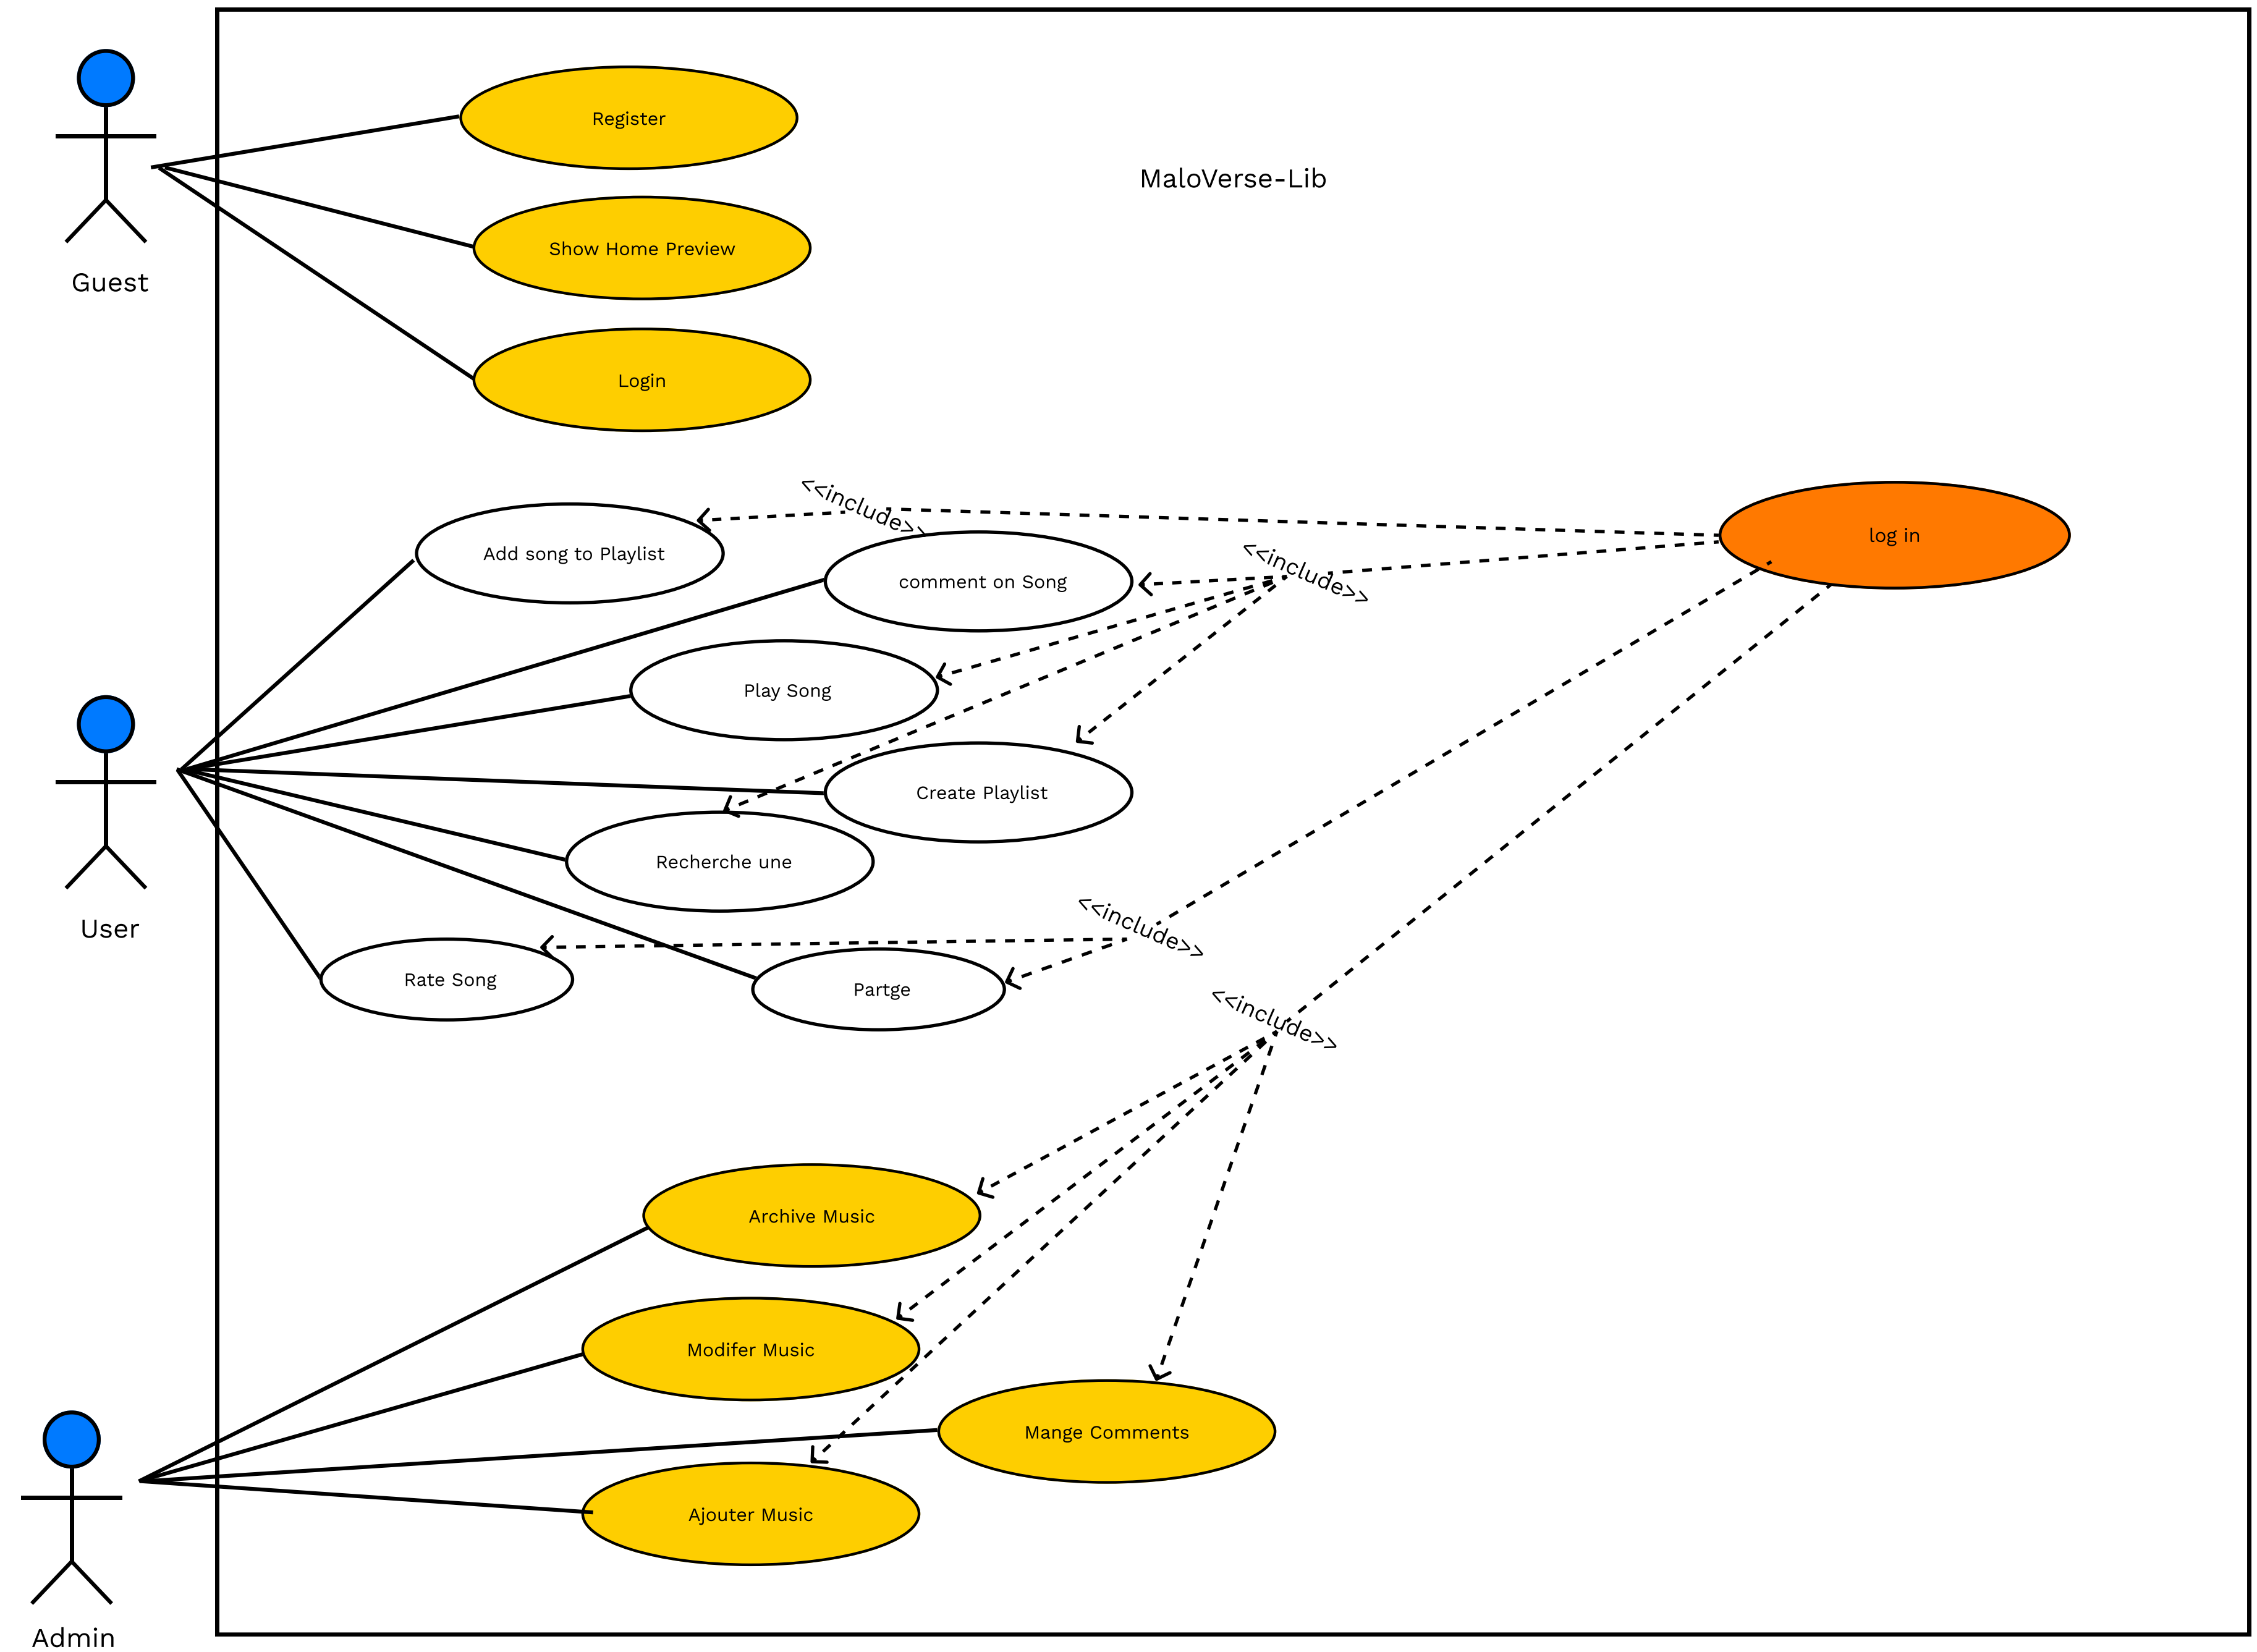 Register
MaloVerse-Lib
Show Home Preview
Guest
Login
<<include>>
log in
Add song to Playlist
<<include>>
comment on Song
Play Song
Create Playlist
Recherche une
User
<<include>>
Rate Song
Partge
<<include>>
Archive Music
Modifer Music
Mange Comments
Ajouter Music
Admin